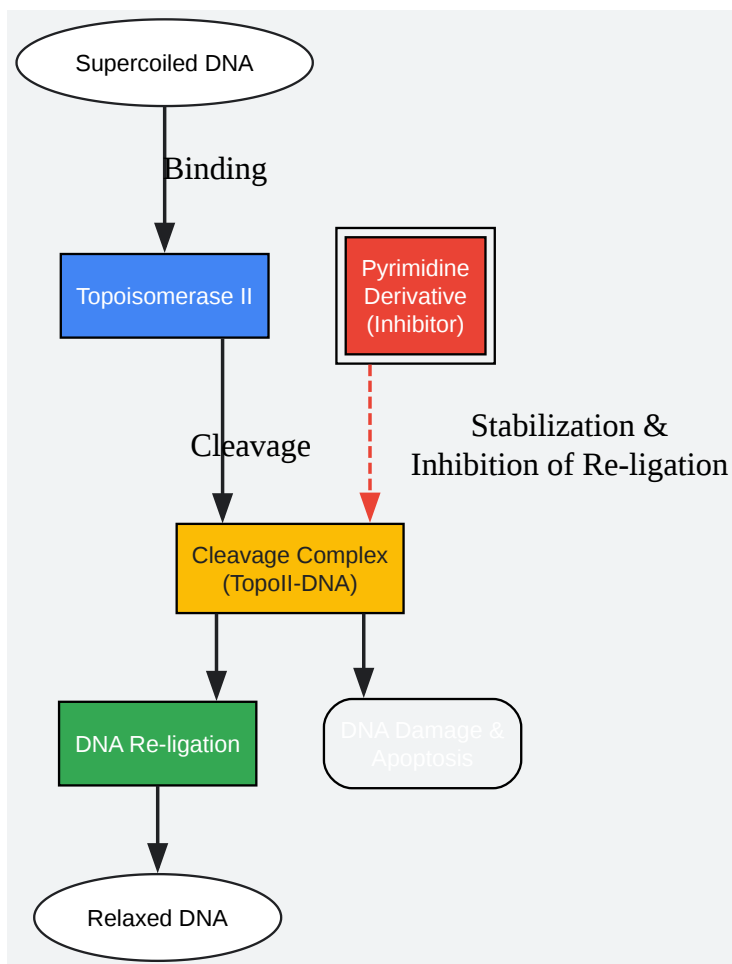 Supercoiled DNA
Binding
Topoisomerase II
Pyrimidine
Derivative
(Inhibitor)
Cleavage
Stabilization &
Inhibition of Re-ligation
Cleavage Complex
(TopoII-DNA)
DNA Re-ligation
DNA Damage &
Apoptosis
Relaxed DNA